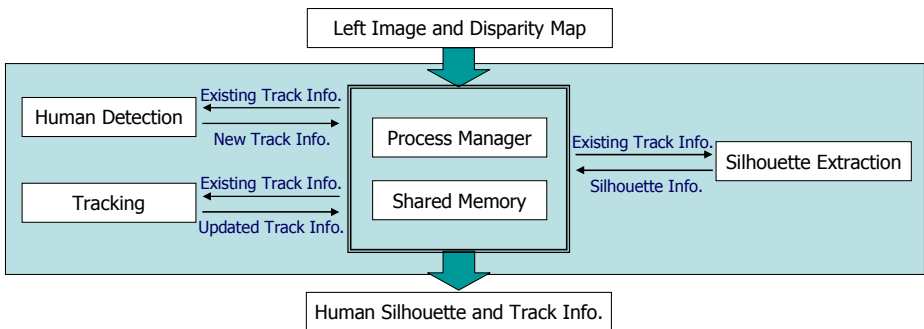 Left Image and Disparity Map
Existing Track Info.
Human Detection
New Track Info.
Process Manager
Existing Track Info.
Silhouette Extraction
Silhouette Info.
Existing Track Info.
Tracking
Shared Memory
Updated Track Info.
Human Silhouette and Track Info.